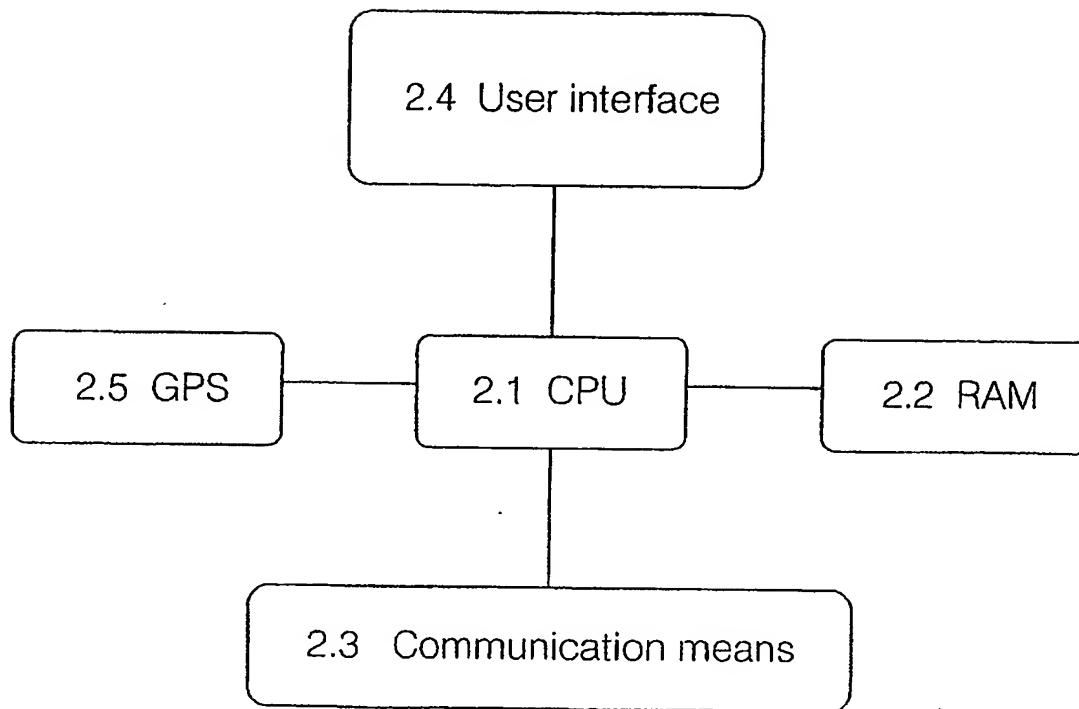 2.4 User interface
2.5 GPS
2.1 CPU
2.2 RAM
2.3 Communication means